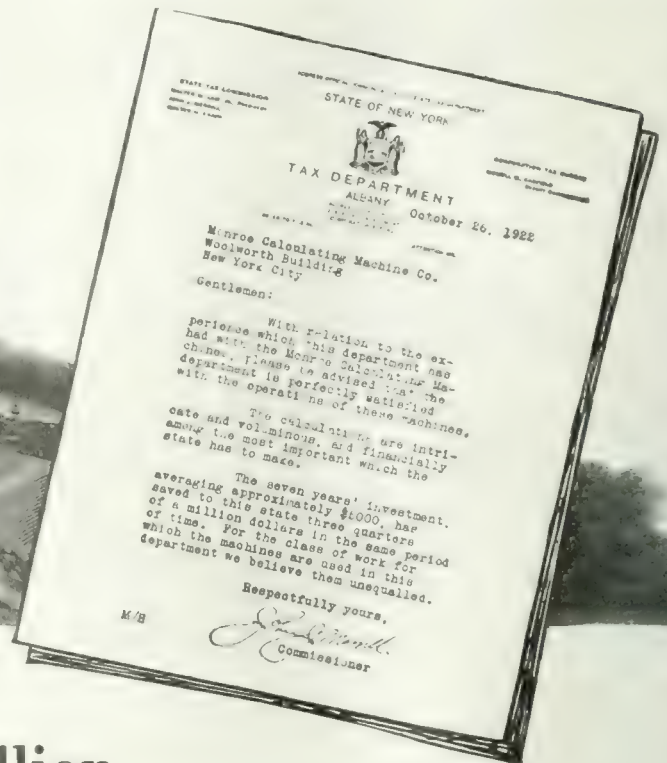 STATE TAX COMMISSION
STATE OF NEW YORK
TAX DEPARTMENT
ALBANY
October 26, 1922
Monroe Calculating Machine Co.
Woolworth Building
New York City
Gentlemen:
With relation to the ex-
perience which this department has
had with the Monroe Calculating Ma-
chines, please be advised that the
department is perfectly satisfied
with the operations of these machines.
The calculations are intri-
cate and voluminous, and financially
among the most important which the
state has to make.
The seven years' investment,
averaging approximately $6000, has
saved to this state three quarters
of a million dollars in the same period
of time. For the class of work for
which the machines are used in this
department we believe them unequalled.
Respectfully yours,
Commissioner
M/B